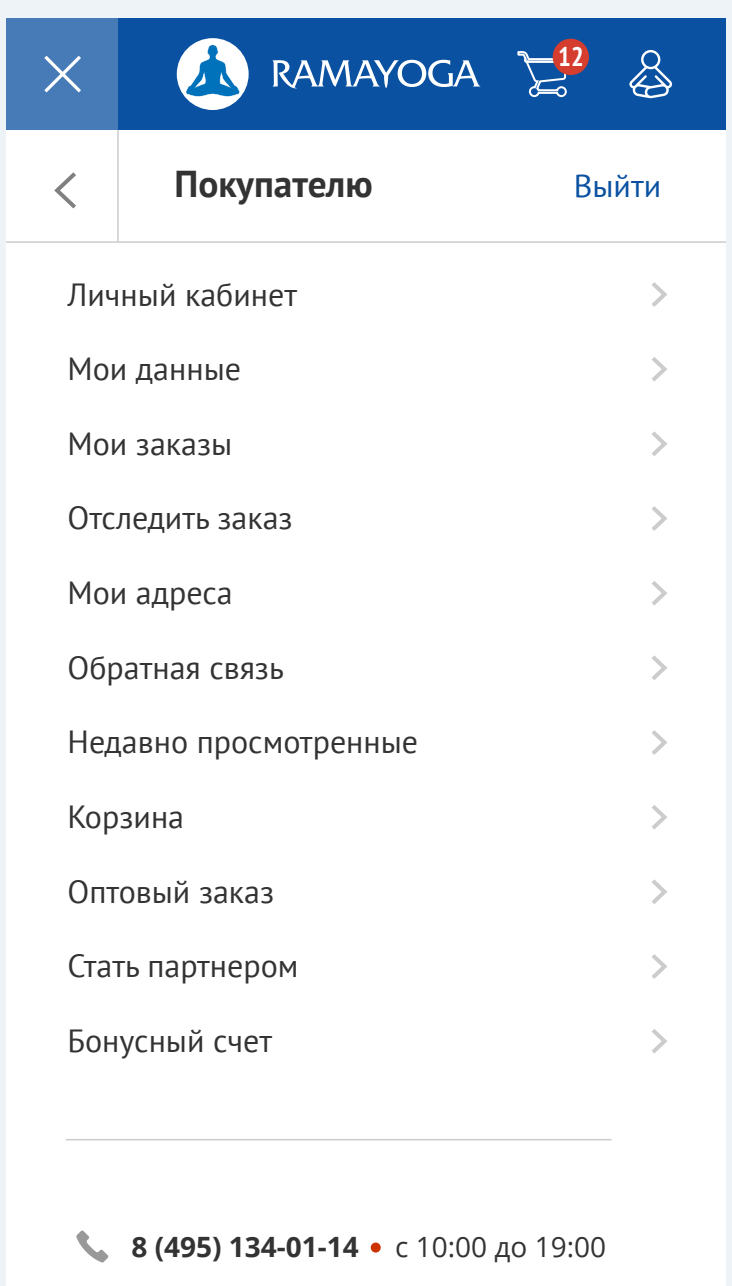 RAMAYOGA 12
Покупателю Выйти
Личный кабинет
Мои данные
Мои заказы
Отследить заказ
Мои адреса
Обратная связь
Недавно просмотренные
Корзина
Оптовый заказ
Стать партнером
Бонусный счет
8 (495) 134-01-14 • с 10:00 до 19:00